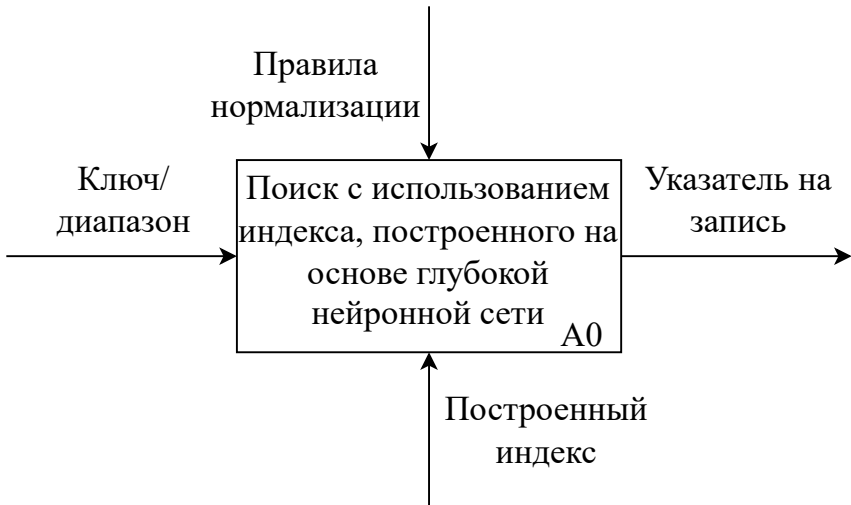 Правила
нормализации
Ключ/
диапазон
Поиск с использованием
индекса, построенного на
основе глубокой
нейронной сети
A0
Указатель на
запись
Построенный
индекс